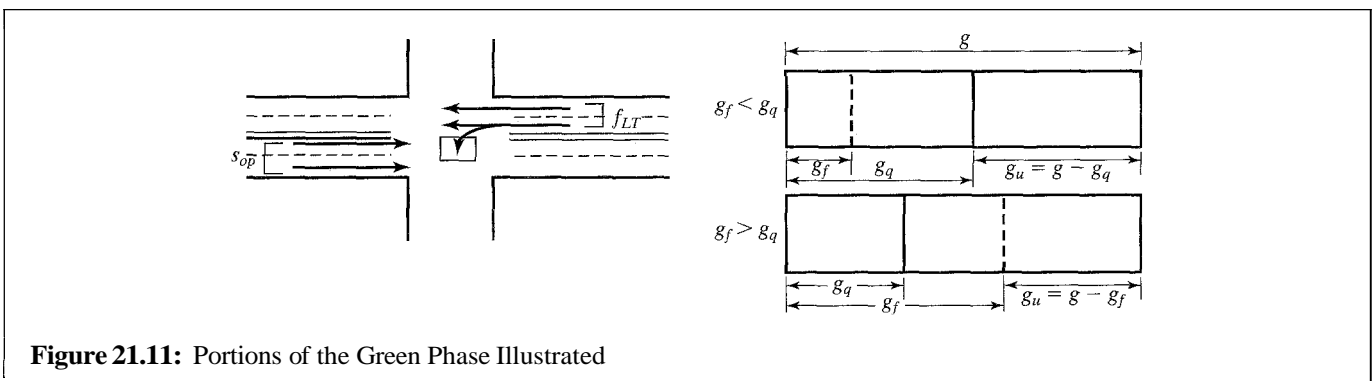 s_op
f_LT
g
g_f < g_q
g_f
g_q
g_u = g − g_q
g_f > g_q
g_q
g_f
g_u = g − g_f
Figure 21.11: Portions of the Green Phase Illustrated